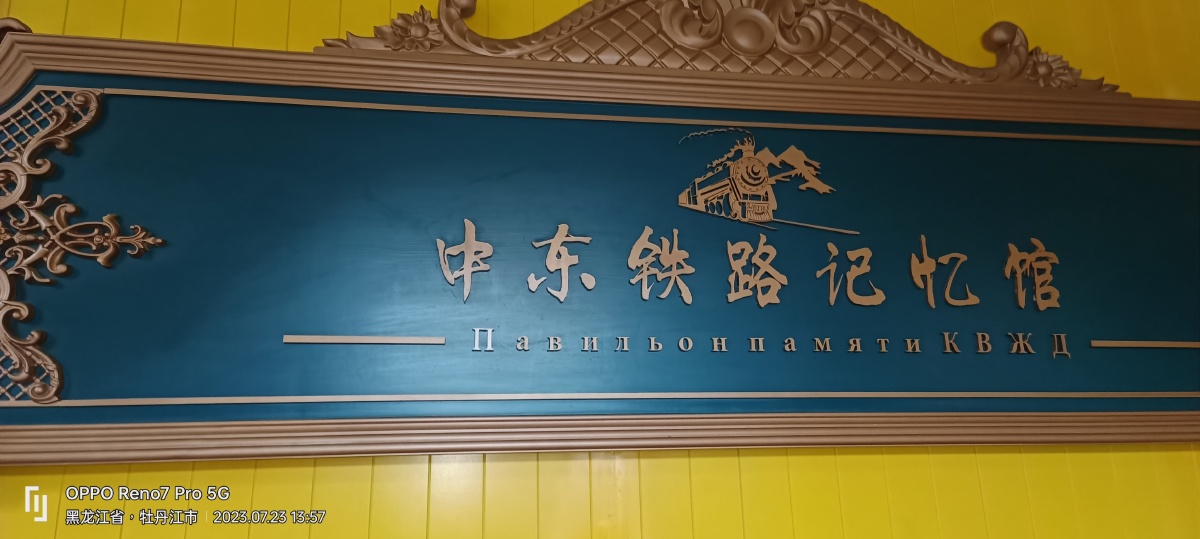 中东铁路记忆馆
Павильон памяти КВЖД
OPPO Reno7 Pro 5G
黑龙江省·牡丹江市 | 2023.07.23 13:57